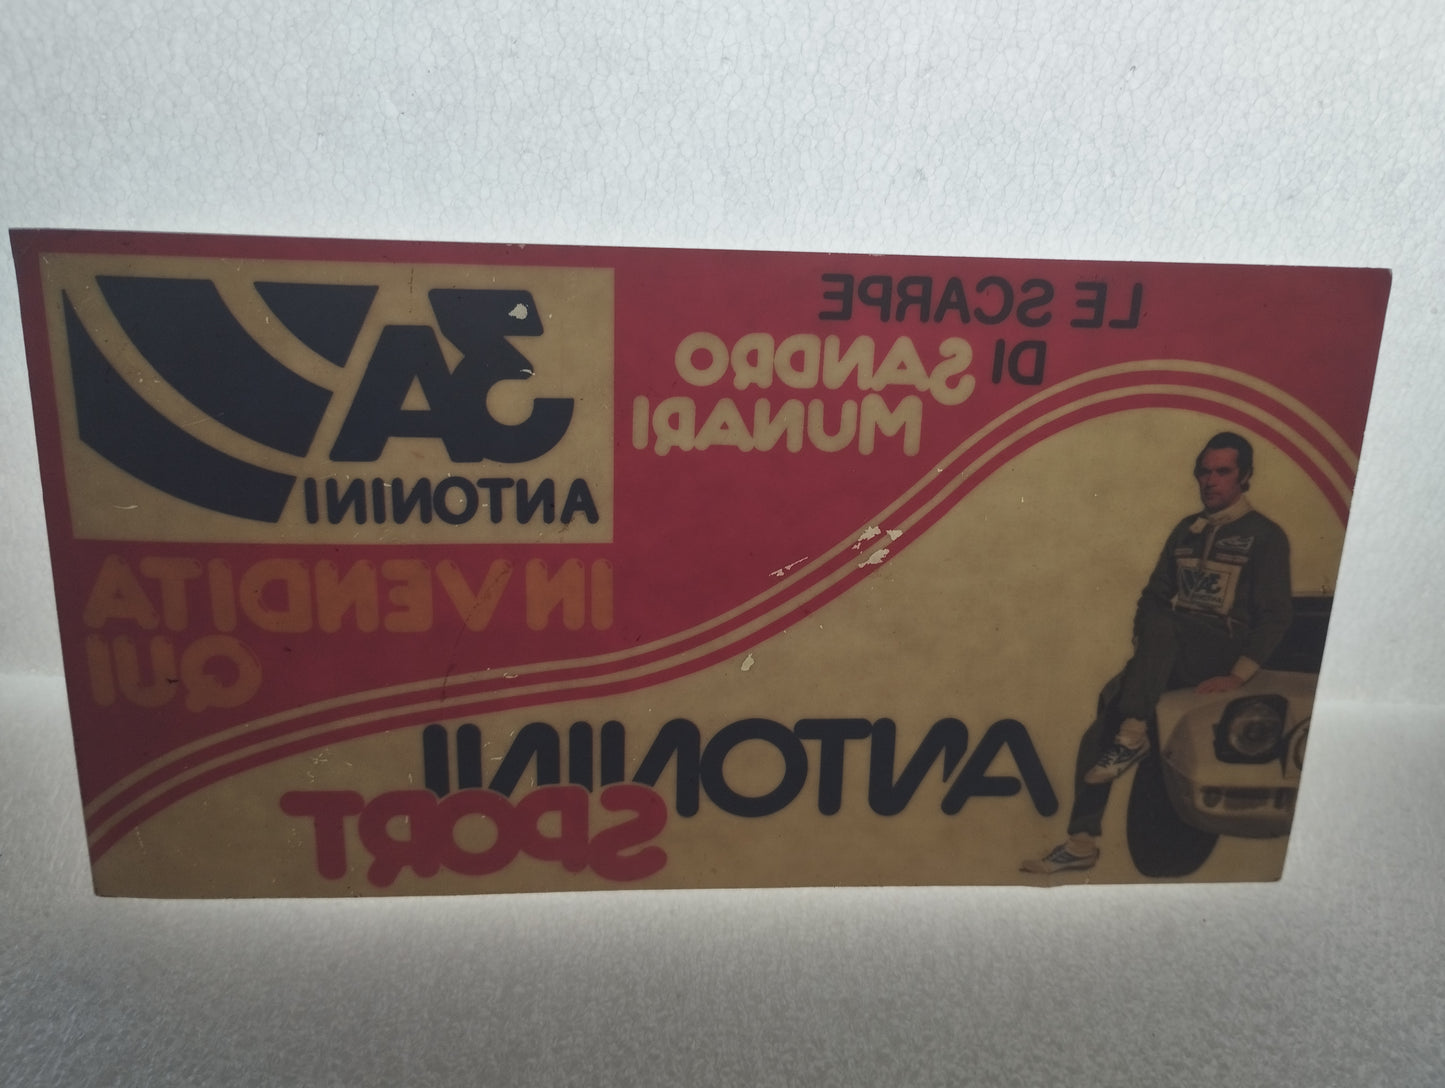 LE SCARPE
DI SANDRO
MUNARI
3A
ANTONINI
IN VENDITA
QUI
ANTONINI
SPORT